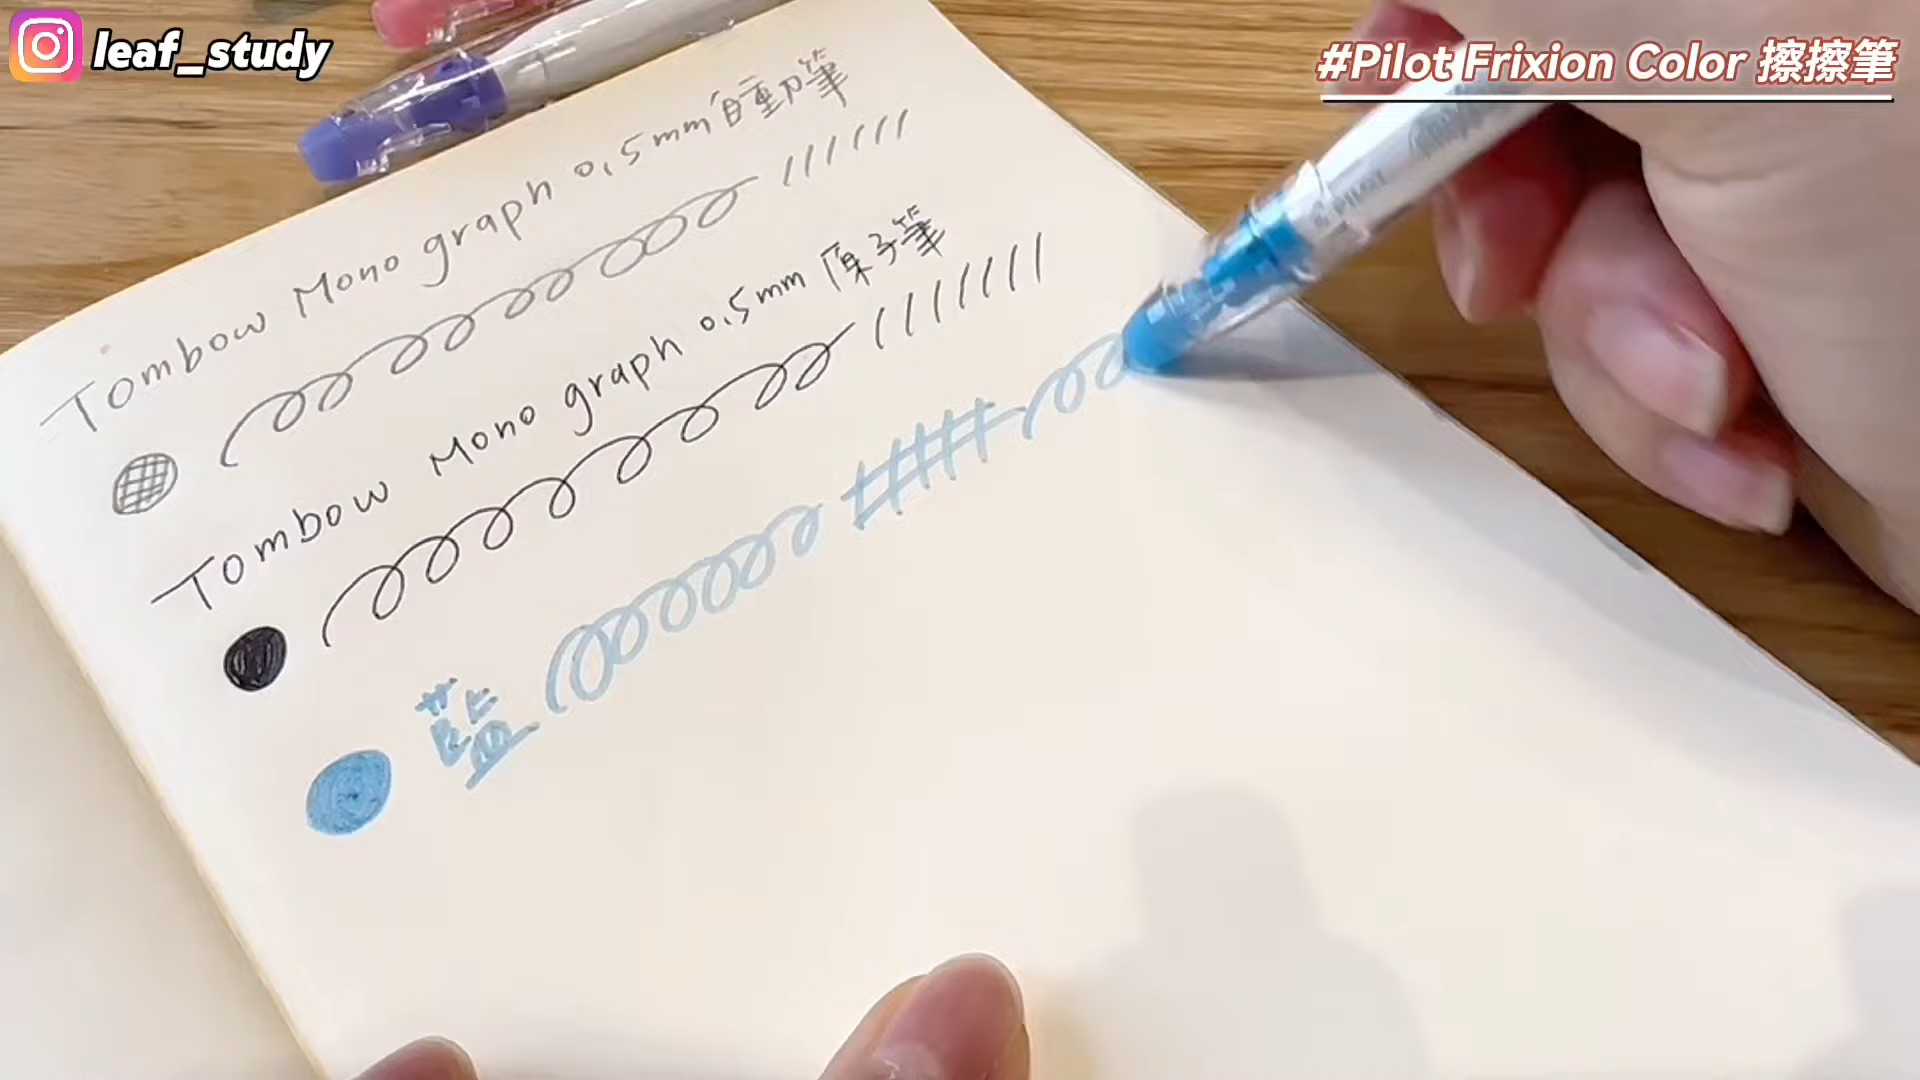 leaf_study
#Pilot Frixion Color 擦擦筆
Tombow Mono graph 0.5mm 自動筆
Tombow Mono graph 0.5mm 原子筆
藍
PILOT